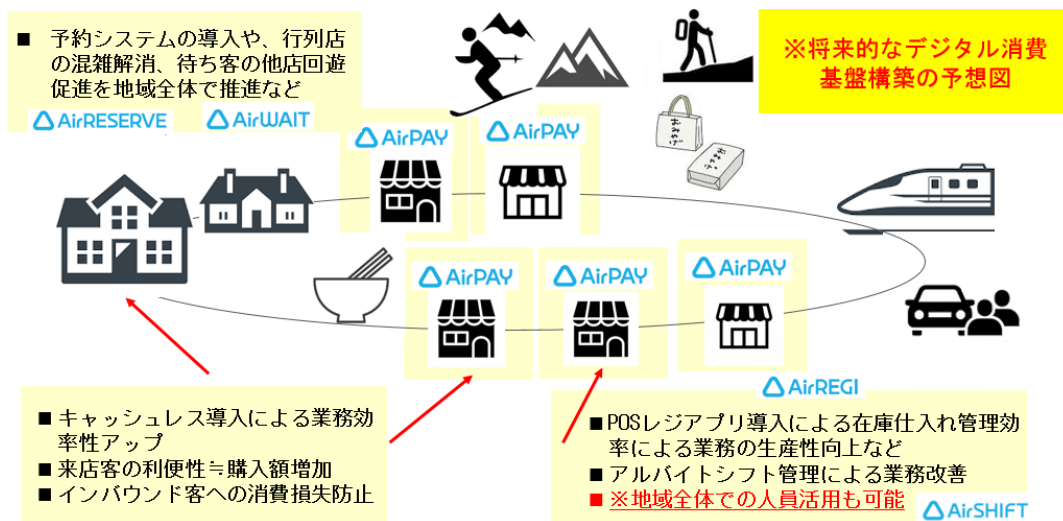 ■ 予約システムの導入や、行列店
の混雑解消、待ち客の他店回遊
促進を地域全体で推進など
AirRESERVE
AirWAIT
※将来的なデジタル消費
基盤構築の予想図
AirPAY
AirPAY
おみやげ
おみやげ
AirPAY
AirPAY
AirPAY
■ キャッシュレス導入による業務効
率性アップ
■ 来店客の利便性≒購入額増加
■ インバウンド客への消費損失防止
AirREGI
■ POSレジアプリ導入による在庫仕入れ管理効
率による業務の生産性向上など
■ アルバイトシフト管理による業務改善
■ ※地域全体での人員活用も可能
AirSHIFT